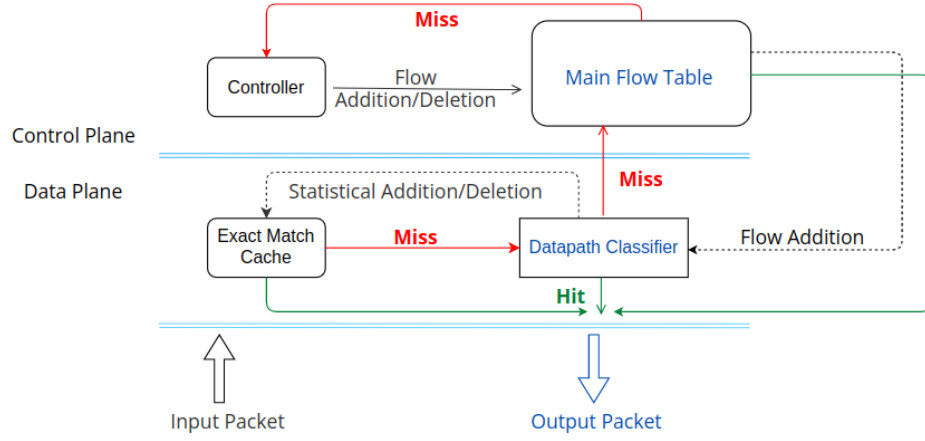 Miss
Controller
Flow
Addition/Deletion
Main Flow Table
Control Plane
Data Plane
Statistical Addition/Deletion
Miss
Exact Match
Cache
Miss
Datapath Classifier
Flow Addition
Hit
Input Packet
Output Packet